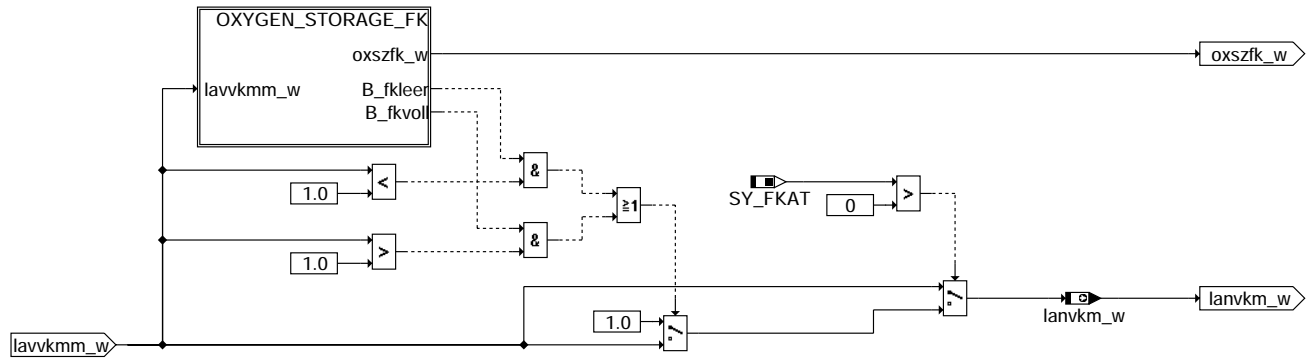 OXYGEN_STORAGE_FK
oxszfk_w
oxszfk_w
lavvkmm_w
B_fkleer
B_fkvoll
&
<
1.0
SY_FKAT
>
0
≧1
&
>
1.0
1.0
lanvkm_w
lanvkm_w
lavvkmm_w